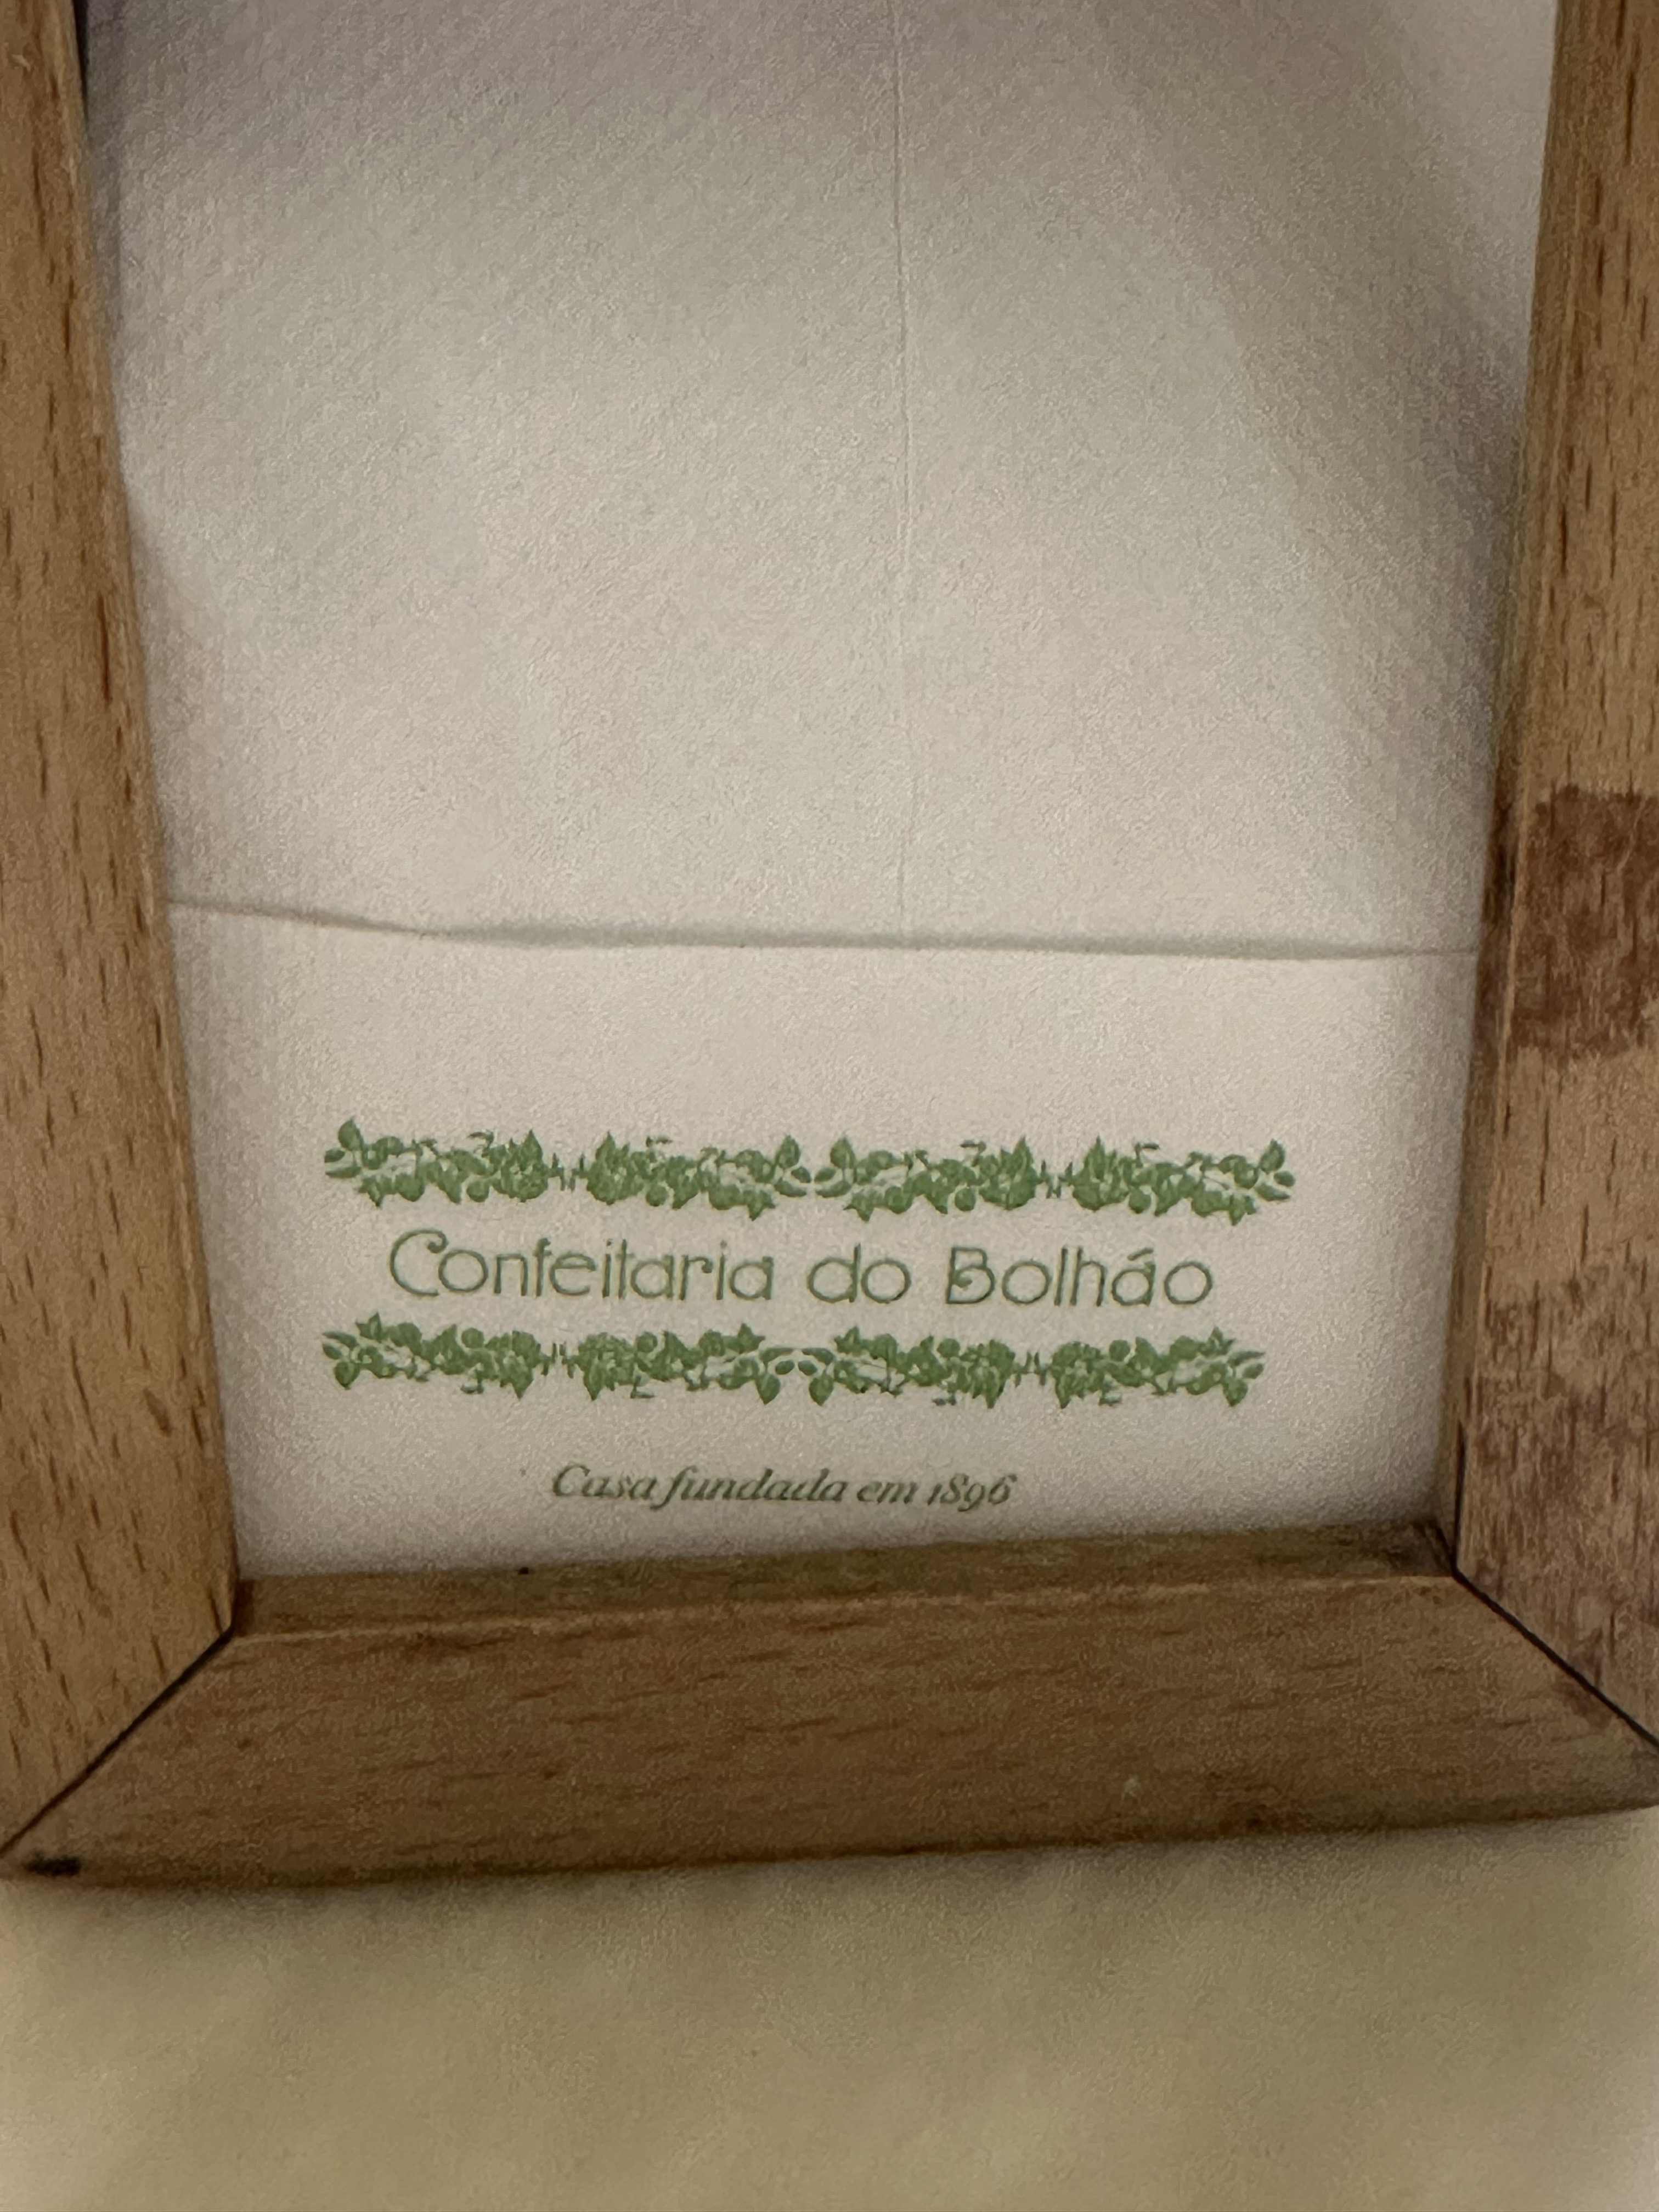 Confeitaria do Bolhão
Casa fundada em 1896